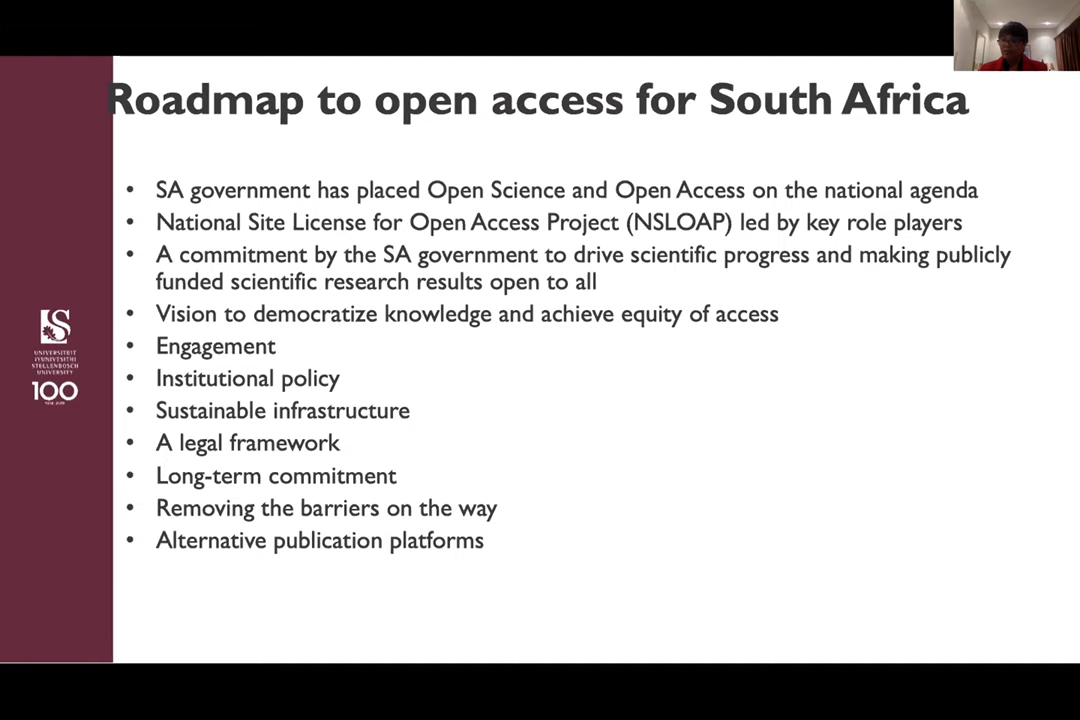 Roadmap to open access for South Africa
• SA government has placed Open Science and Open Access on the national agenda
• National Site License for Open Access Project (NSLOAP) led by key role players
• A commitment by the SA government to drive scientific progress and making publicly
funded scientific research results open to all
• Vision to democratize knowledge and achieve equity of access
• Engagement
• Institutional policy
• Sustainable infrastructure
• A legal framework
• Long-term commitment
• Removing the barriers on the way
• Alternative publication platforms
UNIVERSITEIT
IYUNIVESITHI
STELLENBOSCH
UNIVERSITY
100